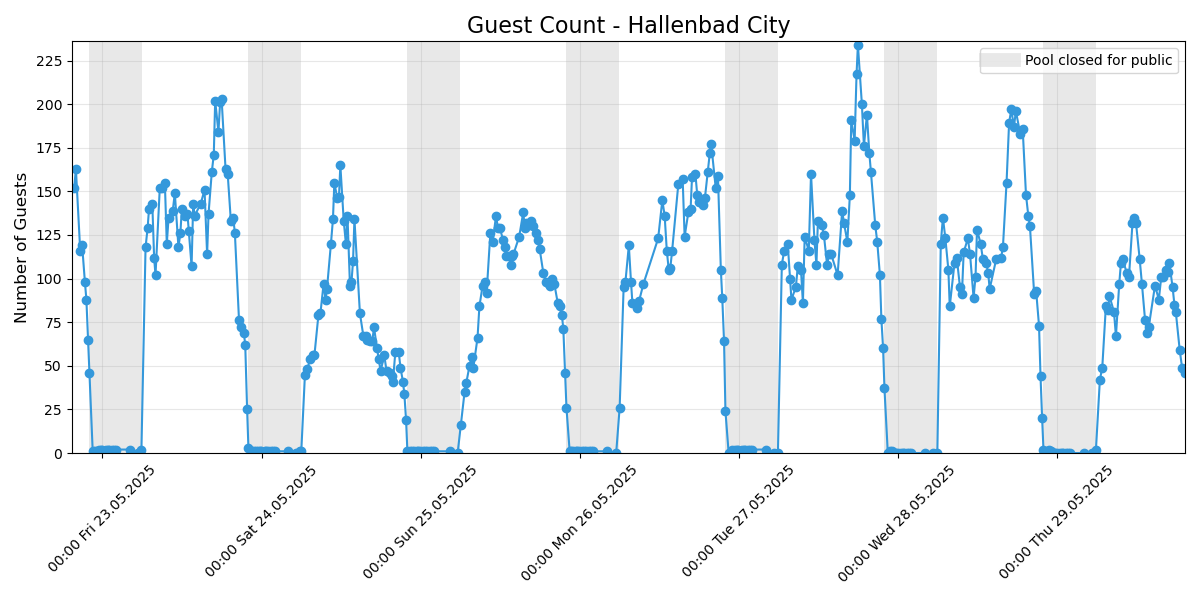 Guest Count - Hallenbad City
Pool closed for public
Number of Guests
225
200
175
150
125
100
75
50
25
0
00:00 Fri 23.05.2025
00:00 Sat 24.05.2025
00:00 Sun 25.05.2025
00:00 Mon 26.05.2025
00:00 Tue 27.05.2025
00:00 Wed 28.05.2025
00:00 Thu 29.05.2025